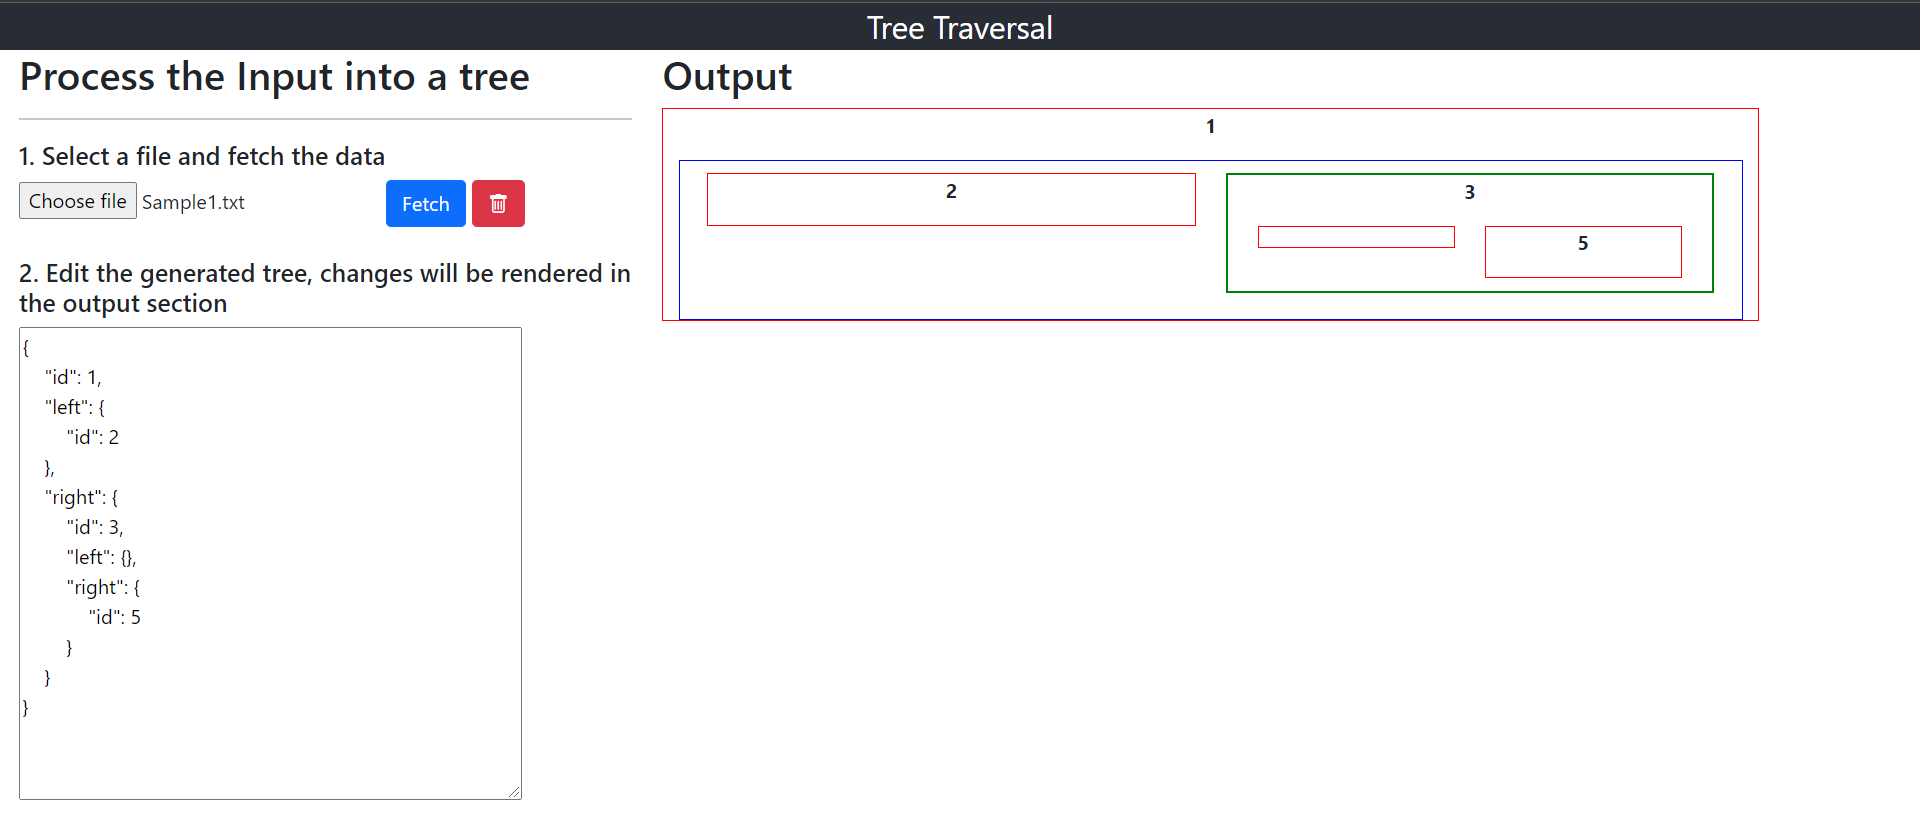 Tree Traversal
Process the Input into a tree
1. Select a file and fetch the data
Choose file Sample1.txt Fetch
2. Edit the generated tree, changes will be rendered in
the output section
{
"id": 1,
"left": {
"id": 2
},
"right": {
"id": 3,
"left": {},
"right": {
"id": 5
}
}
}
Output
1
2 3
5